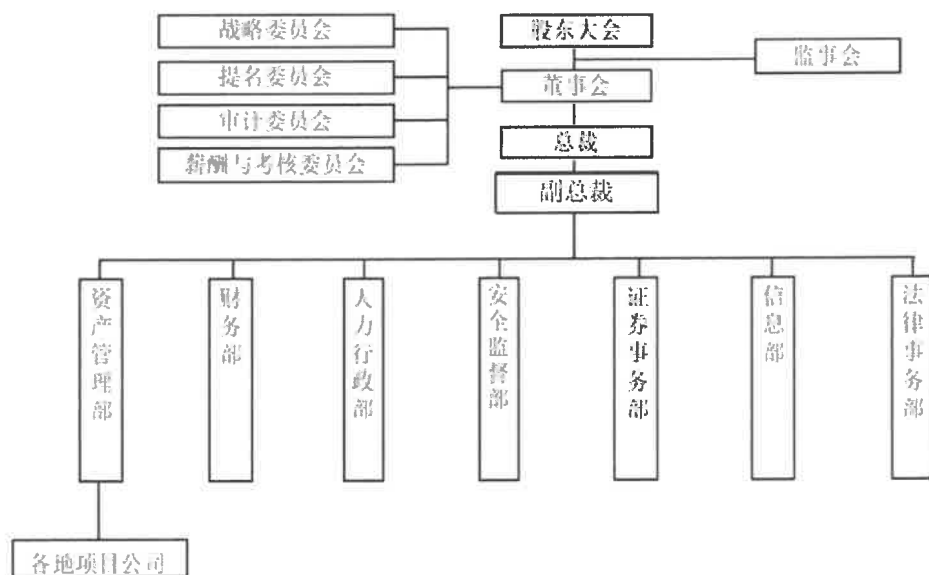 战略委员会
提名委员会
审计委员会
薪酬与考核委员会
股东大会
监事会
董事会
总裁
副总裁
资产管理部
财务部
人力行政部
安全监督部
证券事务部
信息部
法律事务部
各地项目公司